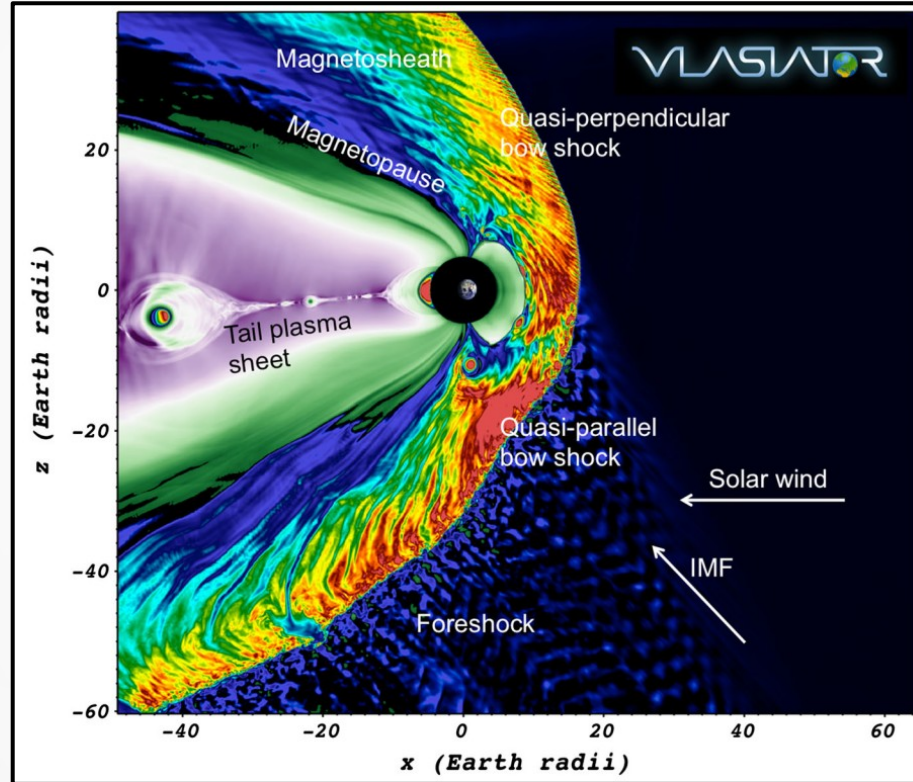 VLASIATOR
Magnetosheath
Magnetopause
Quasi-perpendicular
bow shock
Tail plasma
sheet
Quasi-parallel
bow shock
Solar wind
IMF
Foreshock
20
0
-20
-40
-60
z (Earth radii)
-40
-20
0
20
40
60
x (Earth radii)